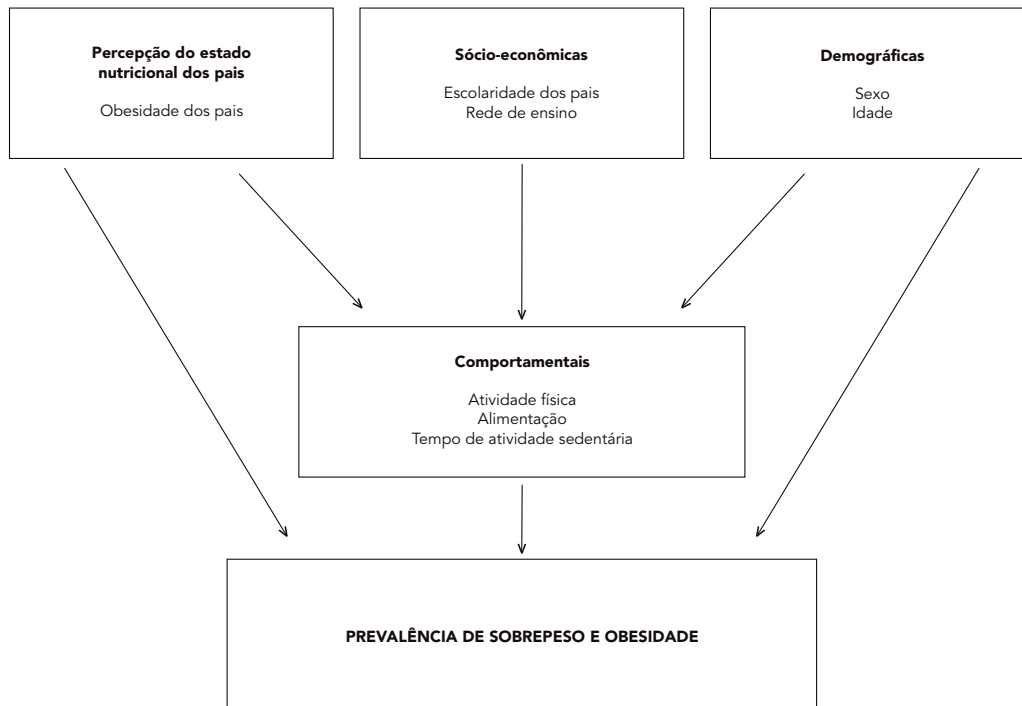 Percepção do estado
nutricional dos pais
Obesidade dos pais
Sócio-econômicas
Escolaridade dos pais
Rede de ensino
Demográficas
Sexo
Idade
Comportamentais
Atividade física
Alimentação
Tempo de atividade sedentária
PREVALÊNCIA DE SOBREPESO E OBESIDADE